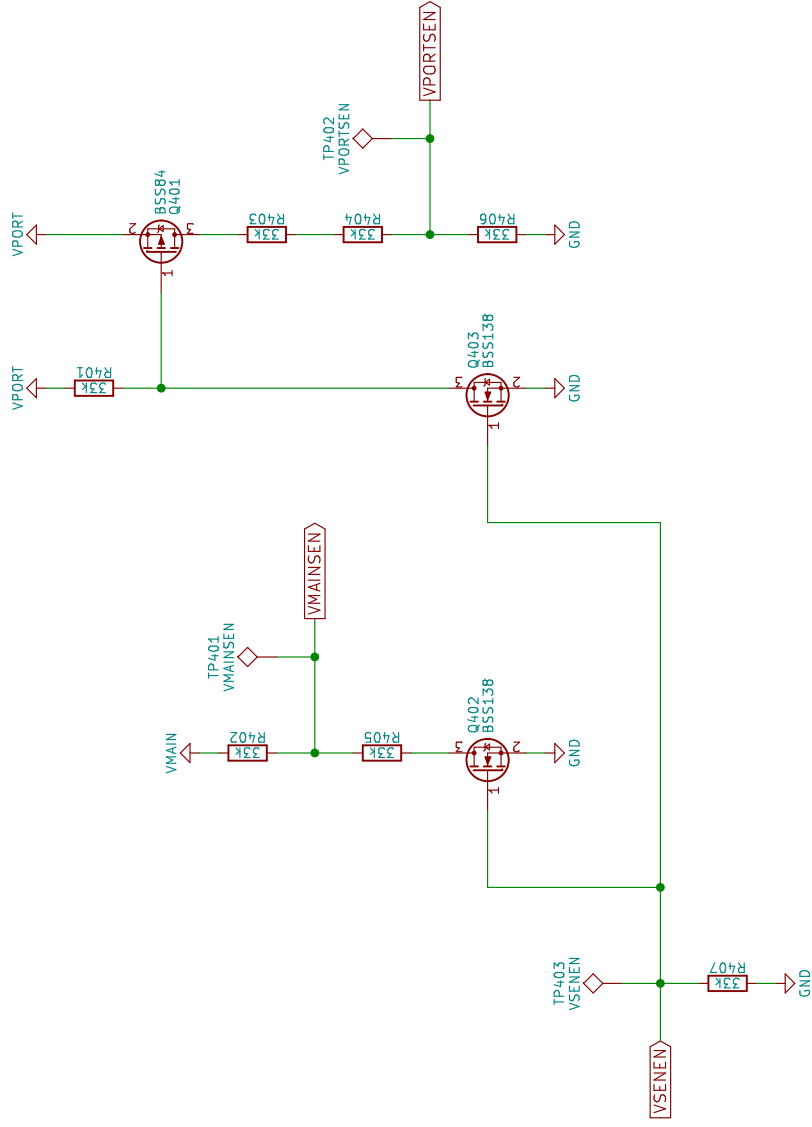 VSENEN
TP403
VSENEN
R407
33k
GND
VMAIN
R402
33k
TP401
VMAINSEN
VMAINSEN
R405
33k
Q402
BSS138
3
1
2
GND
VPORT
R401
33k
Q403
BSS138
3
1
2
GND
VPORT
BSS84
Q401
2
1
3
R403
33k
R404
33k
TP402
VPORTSEN
VPORTSEN
R406
33k
GND